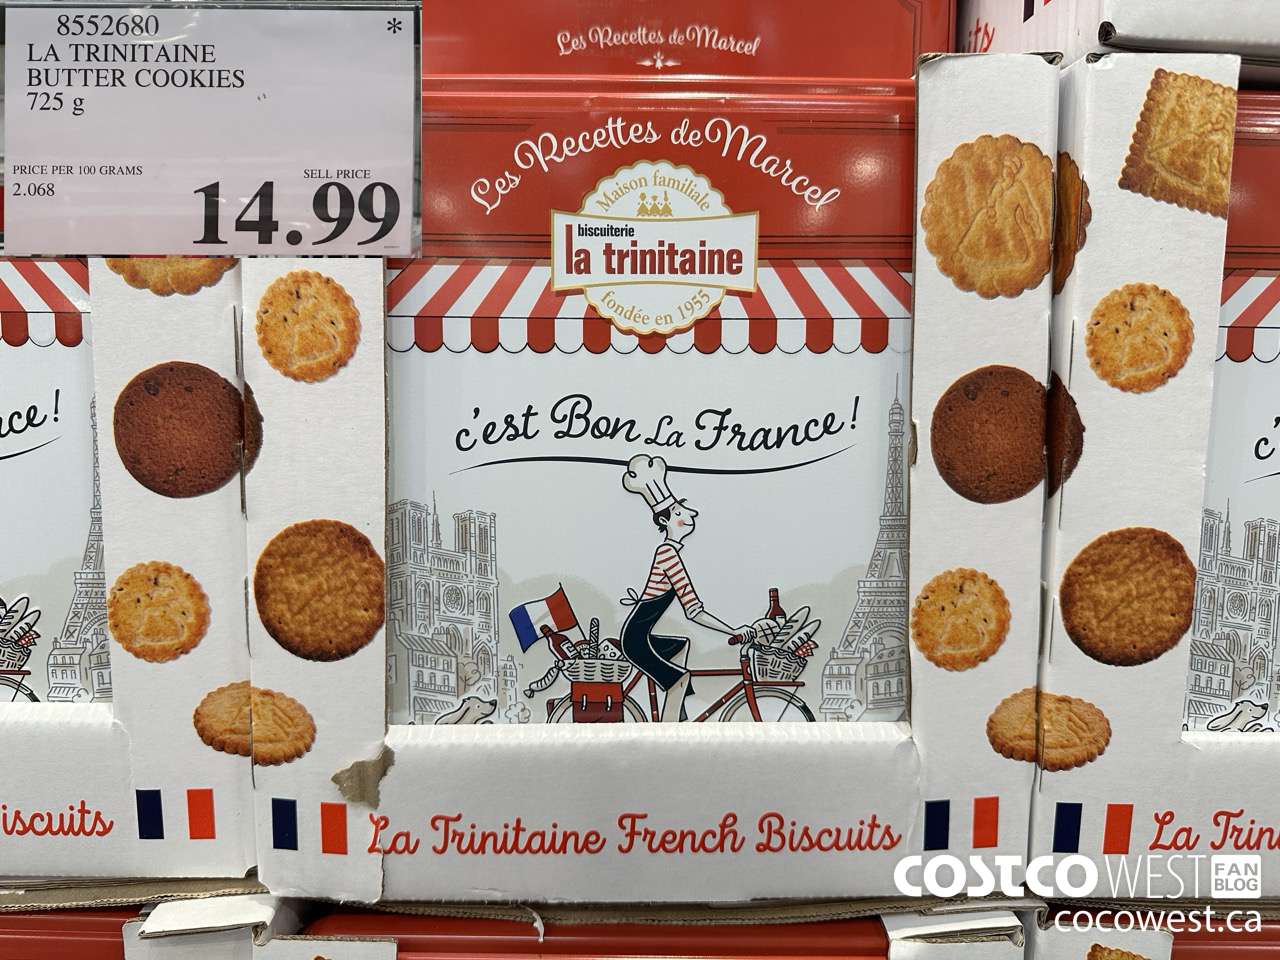 8552680 *
LA TRINITAINE
BUTTER COOKIES
725 g
PRICE PER 100 GRAMS
2.068
SELL PRICE
14.99
Les Recettes de Marcel
Les Recettes de Marcel
Maison familiale
biscuiterie
la trinitaine
fondée en 1955
c'est Bon La France!
nce!
c'
La Trinitaine French Biscuits
iscuits
La Trin
its
COSTCO WEST FAN BLOG
cocowest.ca